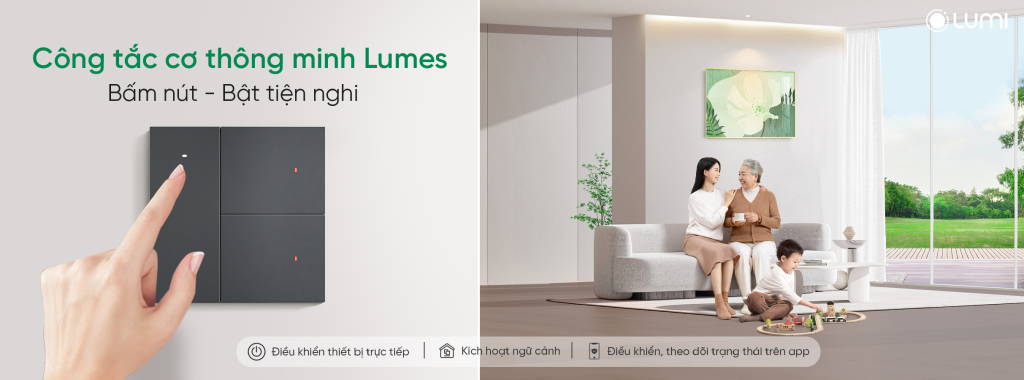 Công tắc cơ thông minh Lumes
Bấm nút - Bật tiện nghi
LUMI
Điều khiển thiết bị trực tiếp
Kích hoạt ngữ cảnh
Điều khiển, theo dõi trạng thái trên app